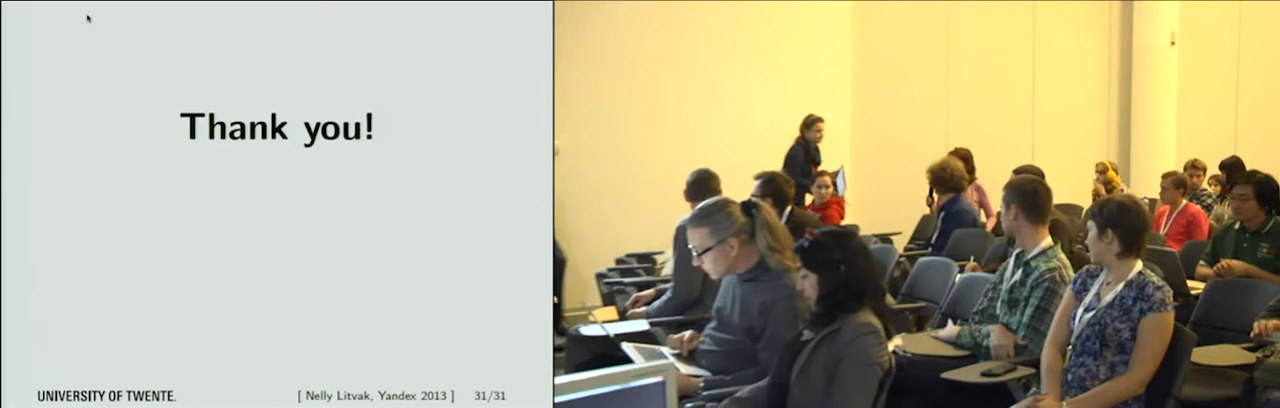 Thank you!
UNIVERSITY OF TWENTE. [ Nelly Litvak, Yandex 2013 ] 31/31